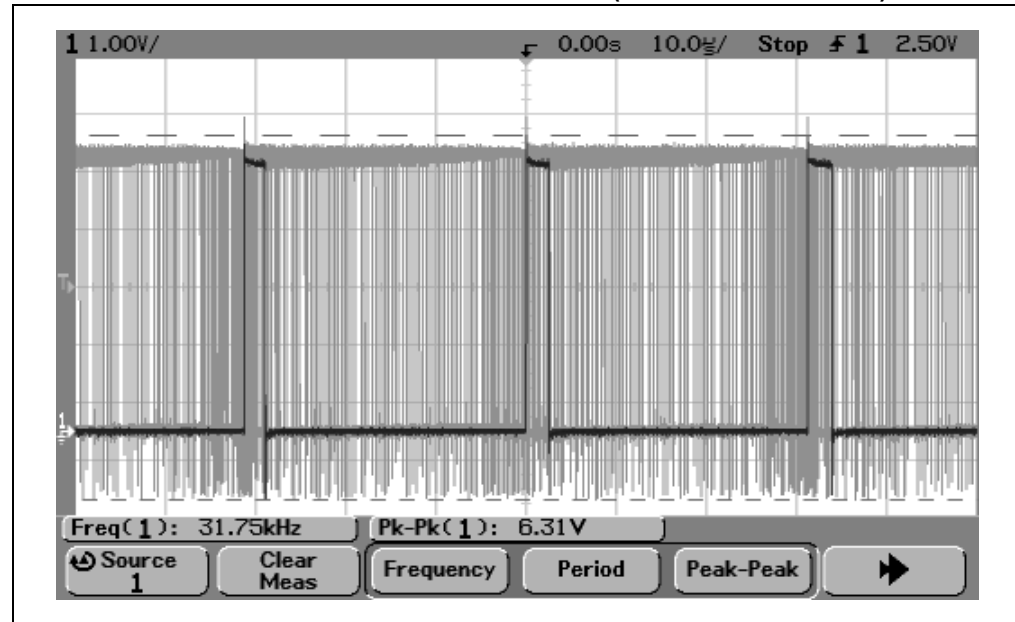 1 1.00V/ 0.00s 10.0µs/ Stop 1 2.50V
T
1
Freq(1): 31.75kHz Pk-Pk(1): 6.31V
Source
1
Clear
Meas
Frequency
Period
Peak-Peak